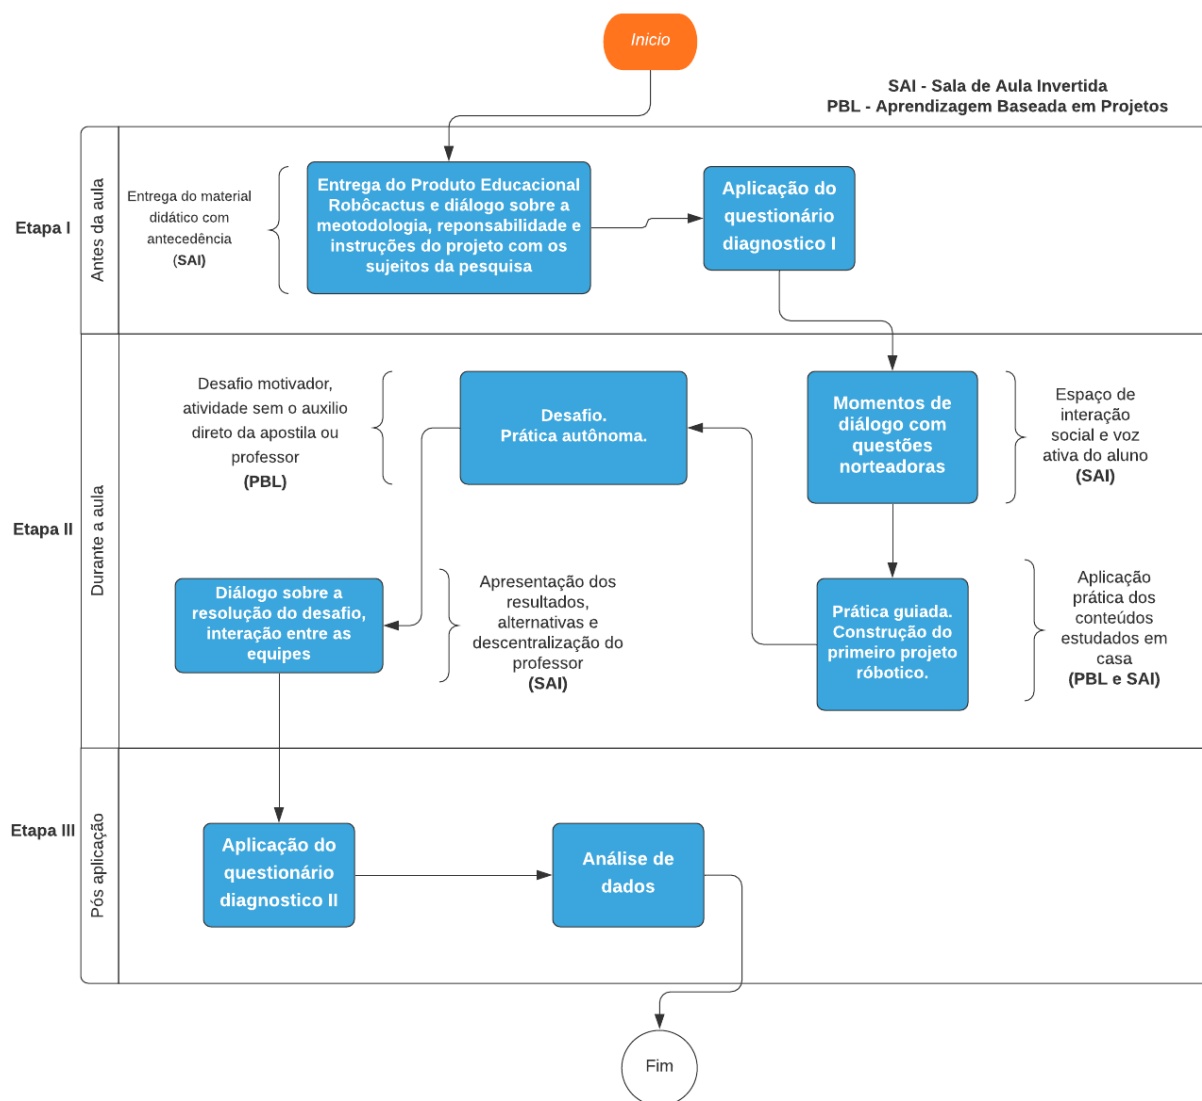 Inicio
SAI - Sala de Aula Invertida
PBL - Aprendizagem Baseada em Projetos
Etapa I
Antes da aula
Entrega do material
didático com
antecedência
(SAI)
Entrega do Produto Educacional
Robôcactus e diálogo sobre a
meotodologia, reponsabilidade e
instruções do projeto com os
sujeitos da pesquisa
Aplicação do
questionário
diagnostico I
Etapa II
Durante a aula
Momentos de
diálogo com
questões
norteadoras
Espaço de
interação
social e voz
ativa do aluno
(SAI)
Prática guiada.
Construção do
primeiro projeto
róbotico.
Aplicação
prática dos
conteúdos
estudados em
casa
(PBL e SAI)
Desafio.
Prática autônoma.
Desafio motivador,
atividade sem o auxilio
direto da apostila ou
professor
(PBL)
Diálogo sobre a
resolução do desafio,
interação entre as
equipes
Apresentação dos
resultados,
alternativas e
descentralização do
professor
(SAI)
Etapa III
Pós aplicação
Aplicação do
questionário
diagnostico II
Análise de
dados
Fim